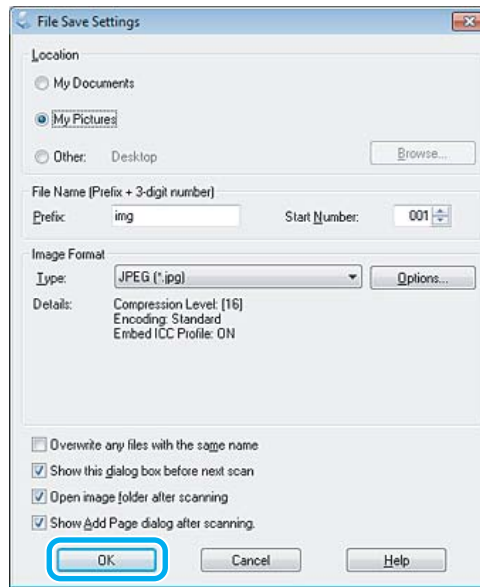 File Save Settings
Location
My Documents
My Pictures
Other: Desktop Browse...
File Name (Prefix + 3-digit number)
Prefix: img Start Number: 001
Image Format
Type: JPEG (*.jpg) Options...
Details: Compression Level: [16]
Encoding: Standard
Embed ICC Profile: ON
Overwrite any files with the same name
Show this dialog box before next scan
Open image folder after scanning
Show Add Page dialog after scanning.
OK Cancel Help